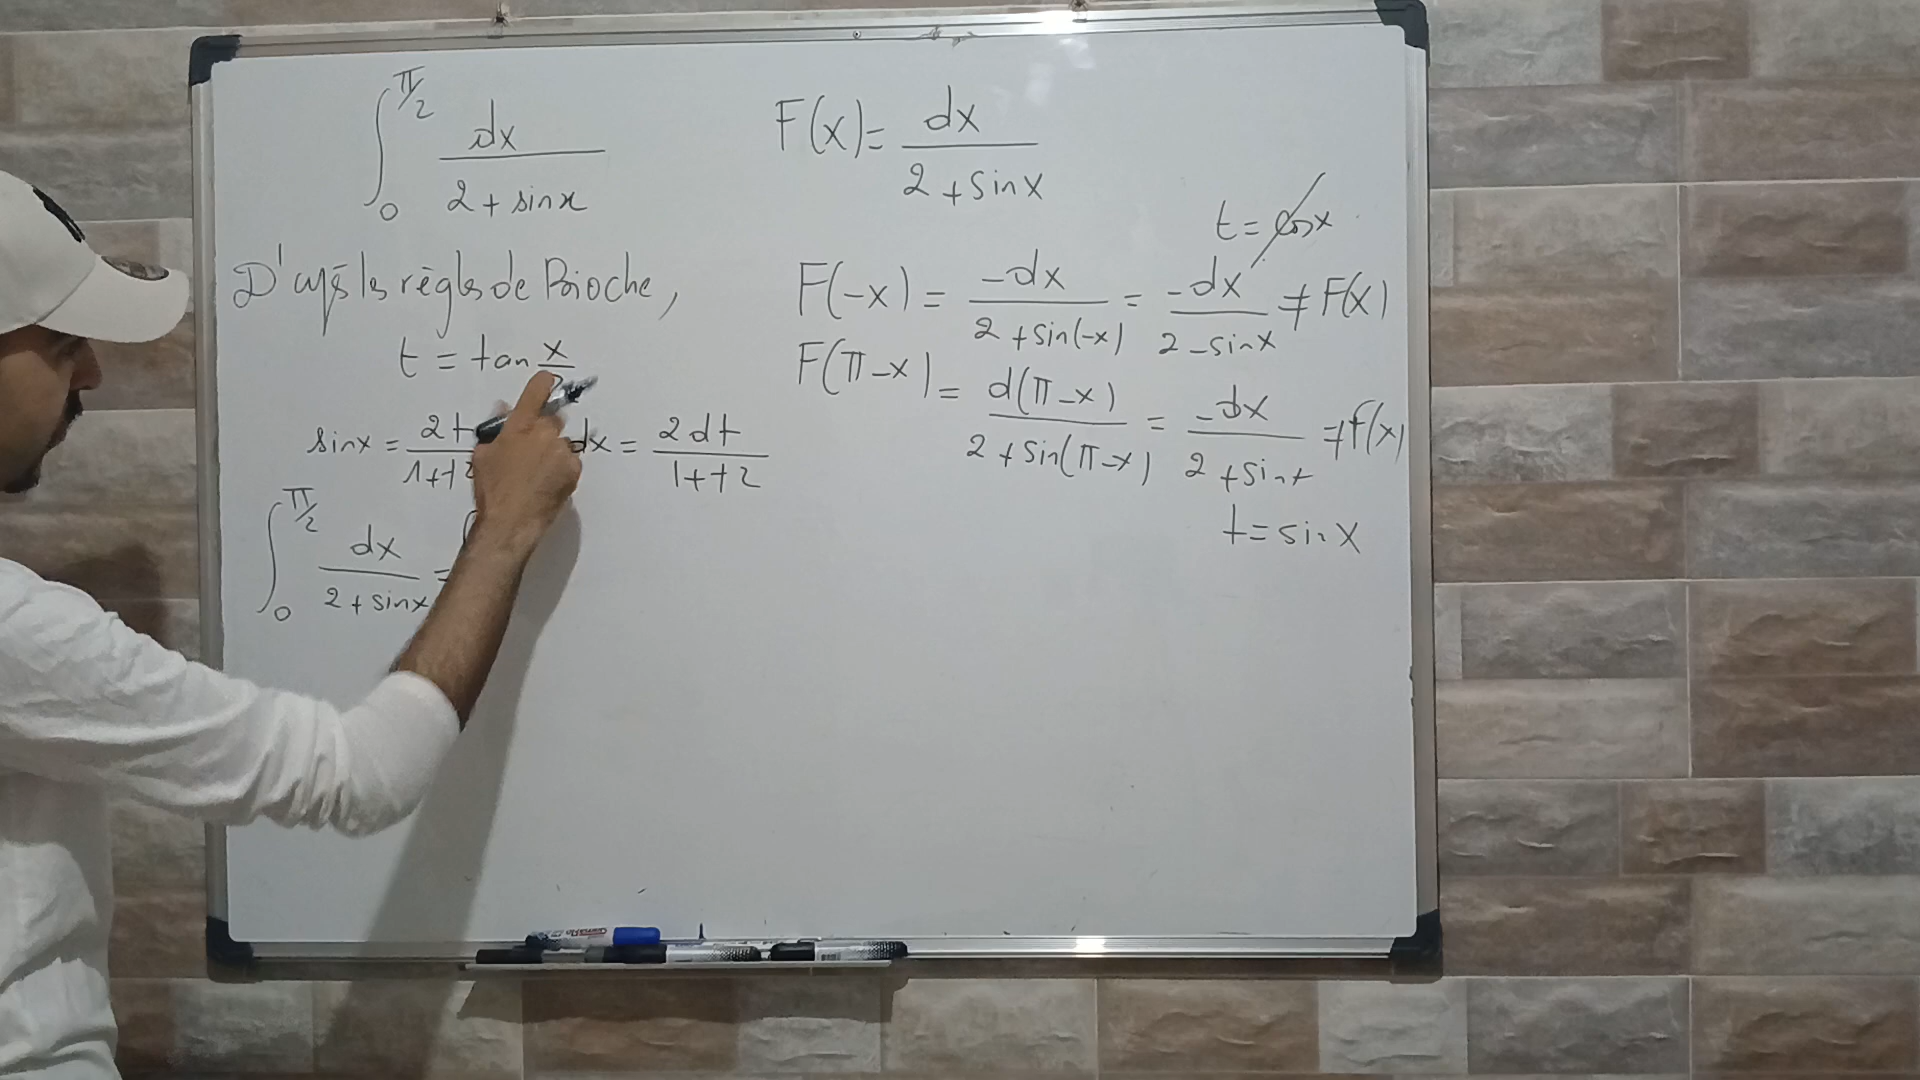 ∫₀^{π/2} dx / (2 + sin x)
D'après les règles de Bioche,
t = tan x/2
sin x = 2t / (1+t2) dx = 2dt / (1+t2)
∫₀^{π/2} dx / (2 + sin x) =
F(x) = dx / (2 + sin x)
t = cos x
F(-x) = -dx / (2 + sin(-x)) = -dx / (2 - sin x) ≠ F(x)
F(π-x) = d(π-x) / (2 + sin(π-x)) = -dx / (2 + sin x) ≠ F(x)
t = sin x